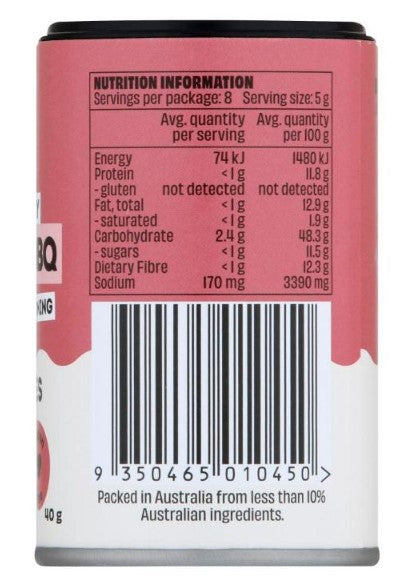 NUTRITION INFORMATION
Servings per package: 8 Serving size: 5 g
Avg. quantity per serving Avg. quantity per 100 g
Energy 74 kJ 1480 kJ
Protein <1 g 11.8 g
- gluten not detected not detected
Fat, total <1 g 12.9 g
- saturated <1 g 1.9 g
Carbohydrate 2.4 g 48.3 g
- sugars <1 g 11.5 g
Dietary Fibre <1 g 12.3 g
Sodium 170 mg 3390 mg
Y
BQ
NING
S
40 g
9 350465 010450 >
Packed in Australia from less than 10%
Australian ingredients.